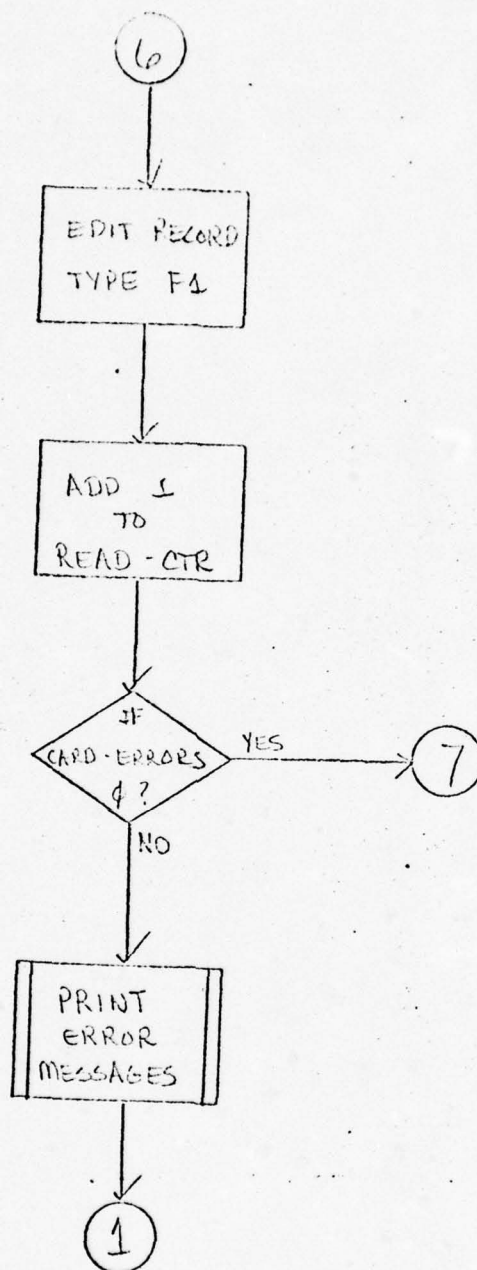 6
EDIT RECORD
TYPE F1
ADD 1
TO
READ-CTR
IF
CARD-ERRORS
¢?
YES
7
NO
PRINT
ERROR
MESSAGES
1